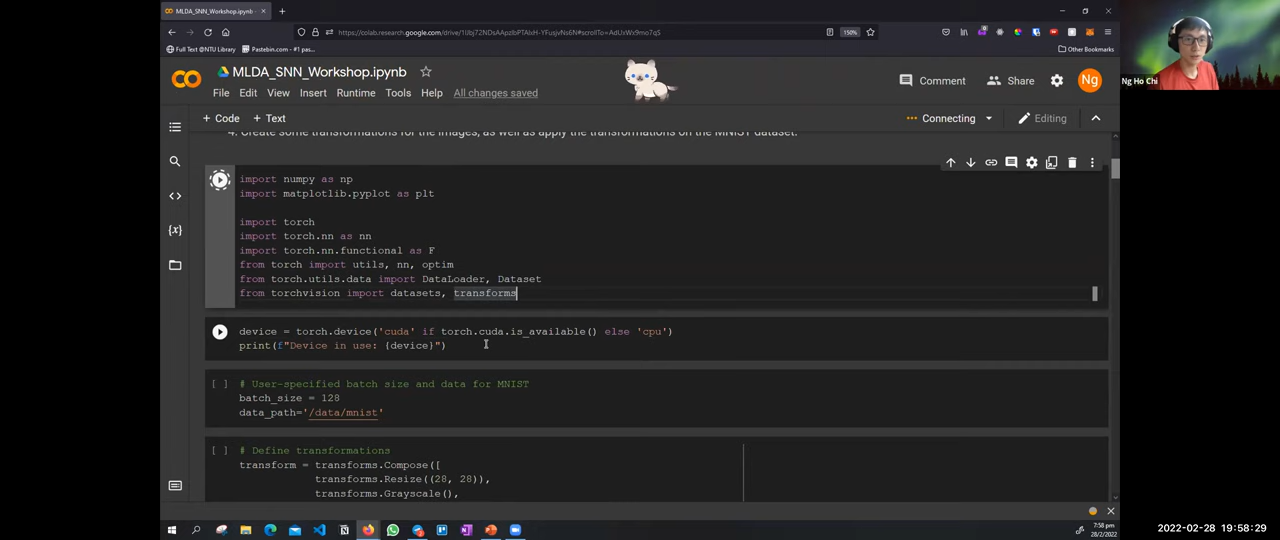 MLDA_SNN_Workshop.ipynb -
https://colab.research.google.com/drive/
150%
Full Text @NTU Library
Pastebin.com - #1 pas...
Other Bookmarks
Ng Ho Chi
MLDA_SNN_Workshop.ipynb
Comment
Share
Ng
File Edit View Insert Runtime Tools Help All changes saved
+ Code + Text
Connecting
Editing
4. Create some transformations for the images, as well as apply the transformations on the MNIST dataset.
import numpy as np
import matplotlib.pyplot as plt
import torch
import torch.nn as nn
import torch.nn.functional as F
from torch import utils, nn, optim
from torch.utils.data import DataLoader, Dataset
from torchvision import datasets, transforms
device = torch.device('cuda' if torch.cuda.is_available() else 'cpu')
print(f"Device in use: {device}")
[ ] # User-specified batch size and data for MNIST
batch_size = 128
data_path='/data/mnist'
[ ] # Define transformations
transform = transforms.Compose([
transforms.Resize((28, 28)),
transforms.Grayscale(),
7:58 pm
28/2/2022
2022-02-28 19:58:29